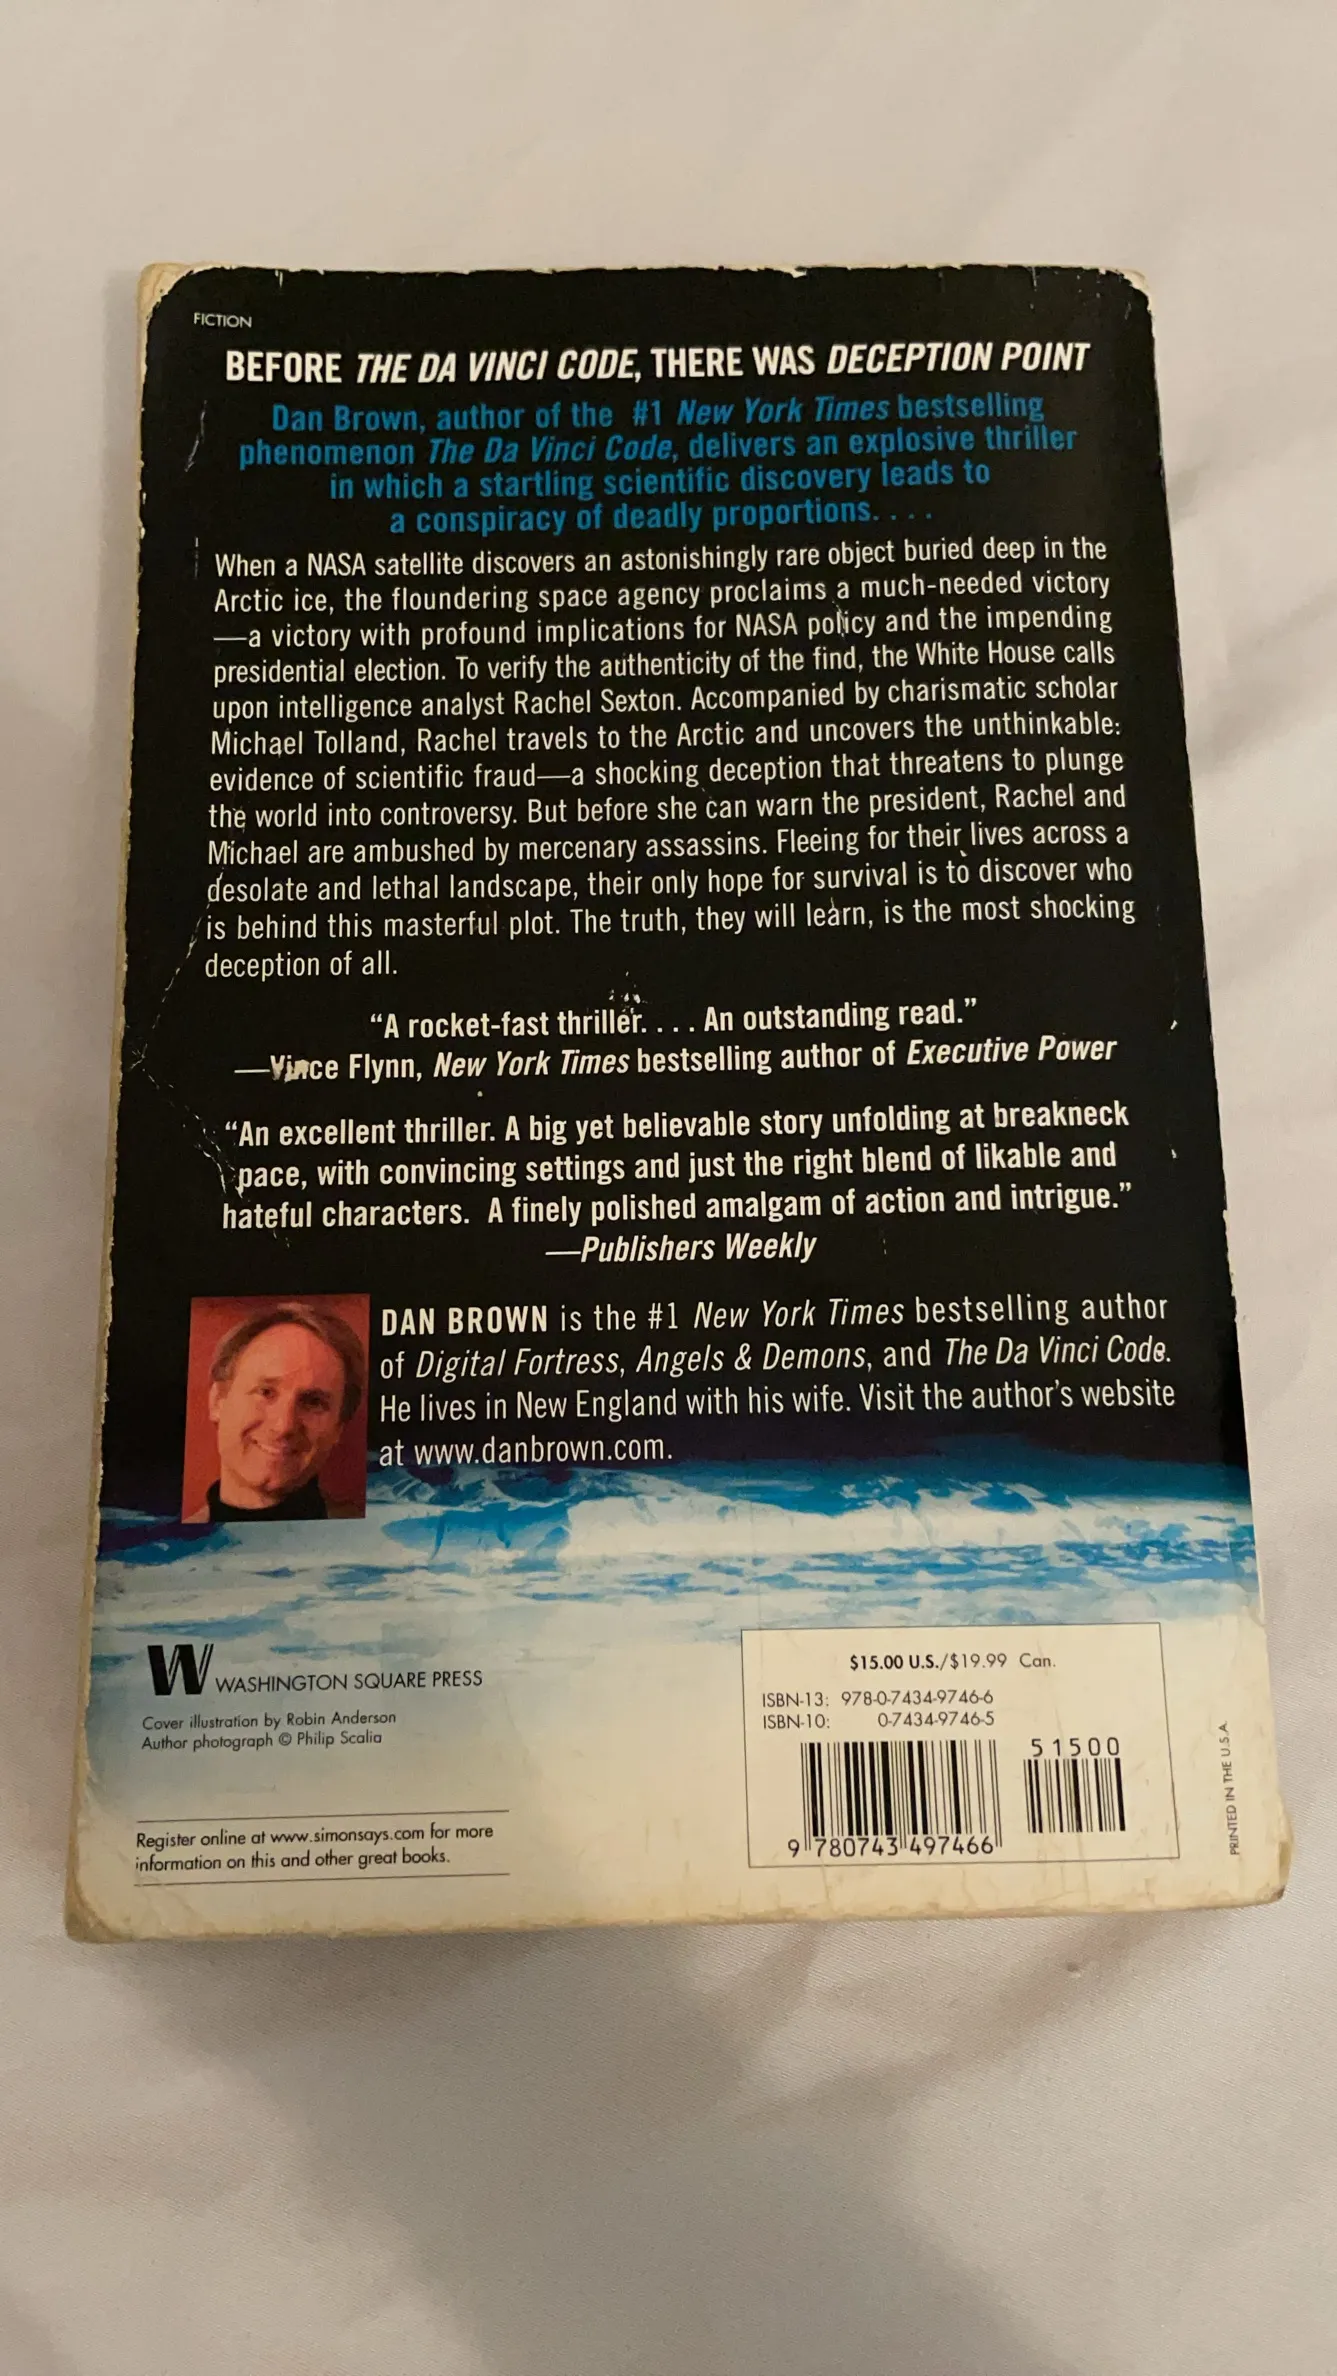 FICTION
BEFORE THE DA VINCI CODE, THERE WAS DECEPTION POINT
Dan Brown, author of the #1 New York Times bestselling
phenomenon The Da Vinci Code, delivers an explosive thriller
in which a startling scientific discovery leads to
a conspiracy of deadly proportions. . . .
When a NASA satellite discovers an astonishingly rare object buried deep in the
Arctic ice, the floundering space agency proclaims a much-needed victory
—a victory with profound implications for NASA policy and the impending
presidential election. To verify the authenticity of the find, the White House calls
upon intelligence analyst Rachel Sexton. Accompanied by charismatic scholar
Michael Tolland, Rachel travels to the Arctic and uncovers the unthinkable:
evidence of scientific fraud—a shocking deception that threatens to plunge
the world into controversy. But before she can warn the president, Rachel and
Michael are ambushed by mercenary assassins. Fleeing for their lives across a
desolate and lethal landscape, their only hope for survival is to discover who
is behind this masterful plot. The truth, they will learn, is the most shocking
deception of all.
“A rocket-fast thriller. . . . An outstanding read.”
—Vince Flynn, New York Times bestselling author of Executive Power
“An excellent thriller. A big yet believable story unfolding at breakneck
pace, with convincing settings and just the right blend of likable and
hateful characters. A finely polished amalgam of action and intrigue.”
—Publishers Weekly
DAN BROWN is the #1 New York Times bestselling author
of Digital Fortress, Angels & Demons, and The Da Vinci Code.
He lives in New England with his wife. Visit the author’s website
at www.danbrown.com.
W WASHINGTON SQUARE PRESS
Cover illustration by Robin Anderson
Author photograph © Philip Scalia
Register online at www.simonsays.com for more
information on this and other great books.
$15.00 U.S./$19.99 Can.
ISBN-13: 978-0-7434-9746-6
ISBN-10: 0-7434-9746-5
51500
9 780743 497466
PRINTED IN THE U.S.A.